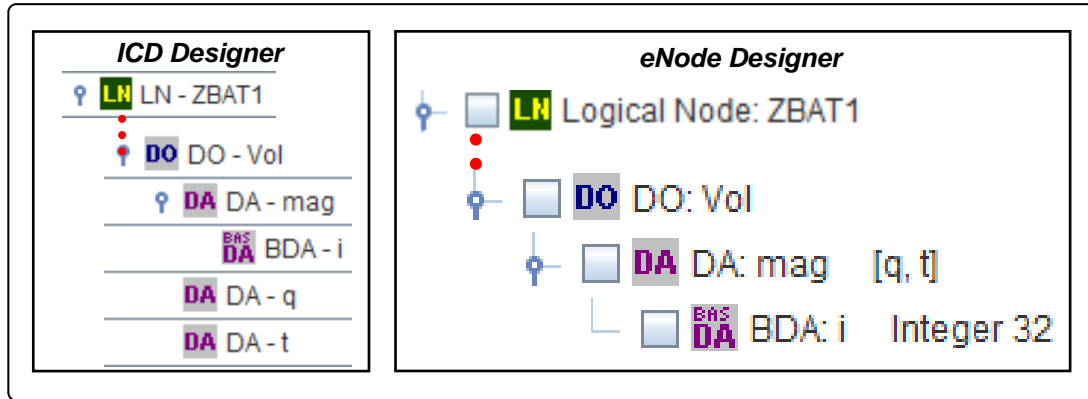 ICD Designer
LN LN - ZBAT1
DO DO - Vol
DA DA - mag
BAS DA BDA - i
DA DA - q
DA DA - t
eNode Designer
LN Logical Node: ZBAT1
DO DO: Vol
DA DA: mag [q, t]
BAS DA BDA: i Integer 32